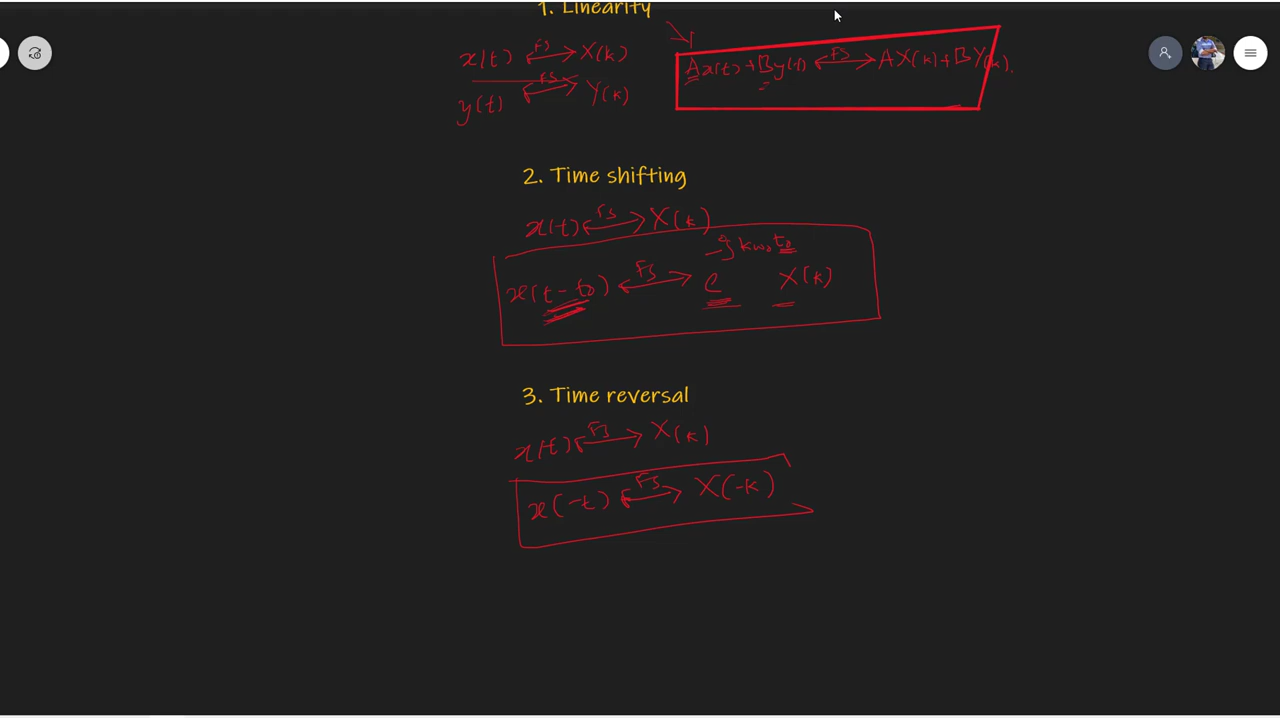 1. Linearity
x(t) FS X(k)
y(t) FS Y(k)
Ax(t) + By(t) FS AX(k) + BY(k).
2. Time shifting
x(t) FS X(k)
x(t - t0) FS e^-jkw0t0 X(k)
3. Time reversal
x(t) FS X(k)
x(-t) FS X(-k)